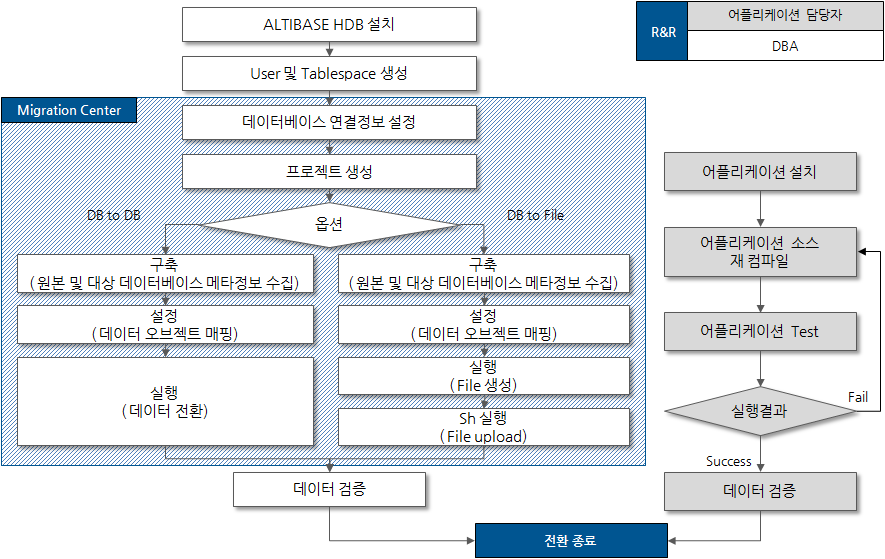 ALTIBASE HDB 설치
User 및 Tablespace 생성
Migration Center
데이터베이스 연결정보 설정
프로젝트 생성
옵션
DB to DB
DB to File
구축
(원본 및 대상 데이터베이스 메타정보 수집)
설정
(데이터 오브젝트 매핑)
실행
(데이터 전환)
구축
(원본 및 대상 데이터베이스 메타정보 수집)
설정
(데이터 오브젝트 매핑)
실행
(File 생성)
Sh 실행
(File upload)
데이터 검증
R&R
어플리케이션 담당자
DBA
어플리케이션 설치
어플리케이션 소스
재 컴파일
어플리케이션 Test
실행결과
Fail
Success
데이터 검증
전환 종료